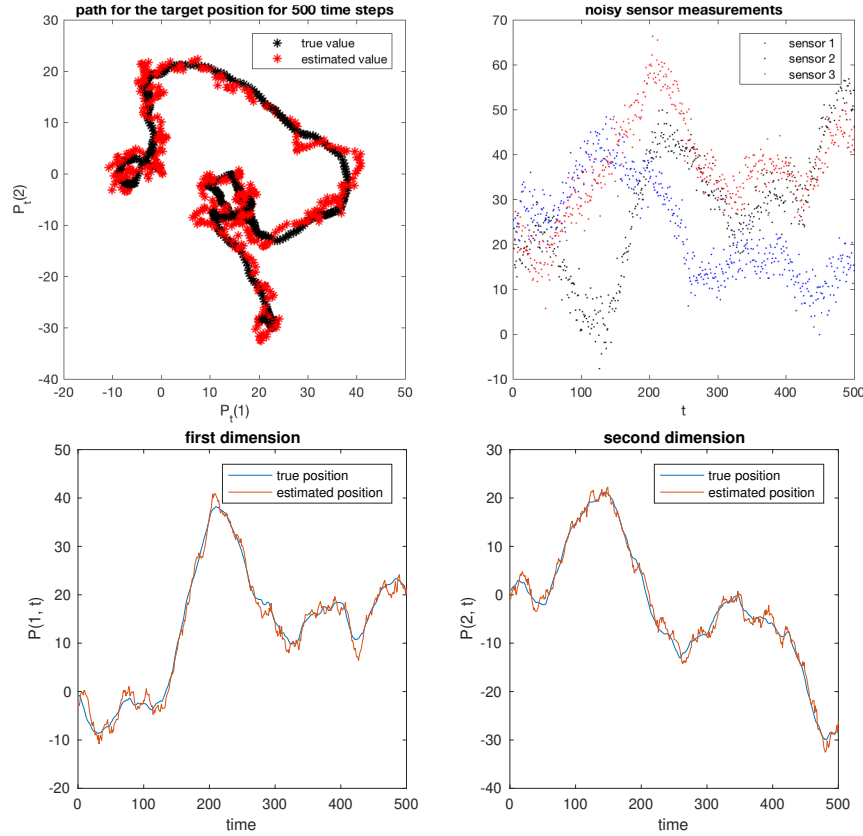 path for the target position for 500 time steps
30
20
10
0
-10
-20
-30
-40
-20
-10
0
10
20
30
40
50
P_t(2)
P_t(1)
true value
estimated value
noisy sensor measurements
70
60
50
40
30
20
10
0
-10
0
100
200
300
400
500
t
sensor 1
sensor 2
sensor 3
first dimension
50
40
30
20
10
0
-10
-20
0
100
200
300
400
500
P(1, t)
time
true position
estimated position
second dimension
30
20
10
0
-10
-20
-30
-40
0
100
200
300
400
500
P(2, t)
time
true position
estimated position